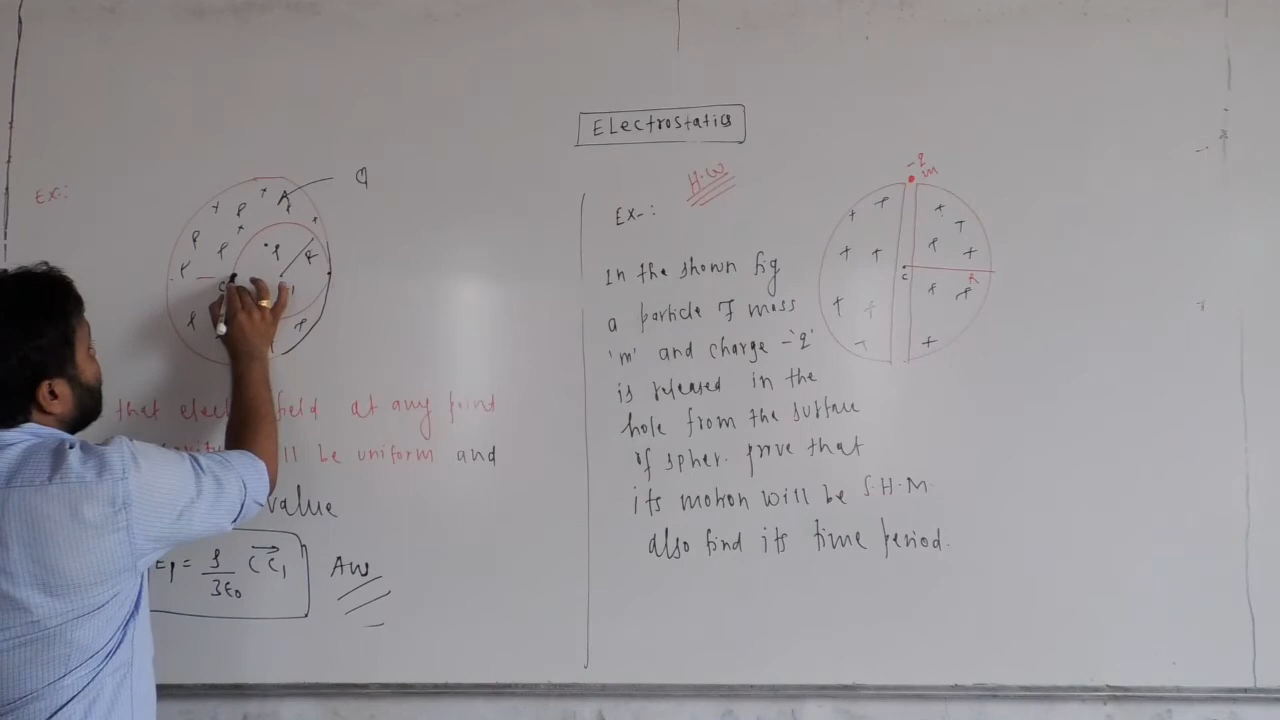 Electrostatics
Ex:
Q
that elect field at any point
ll be uniform and
value
= ρ/3ε₀ CC₁ Aw
H.W
Ex-:
In the shown fig
a particle of mass
'm' and charge -'q'
is released in the
hole from the surface
of spher. prove that
its motion will be S.H.M.
also find its time period.
-q
m
C
R